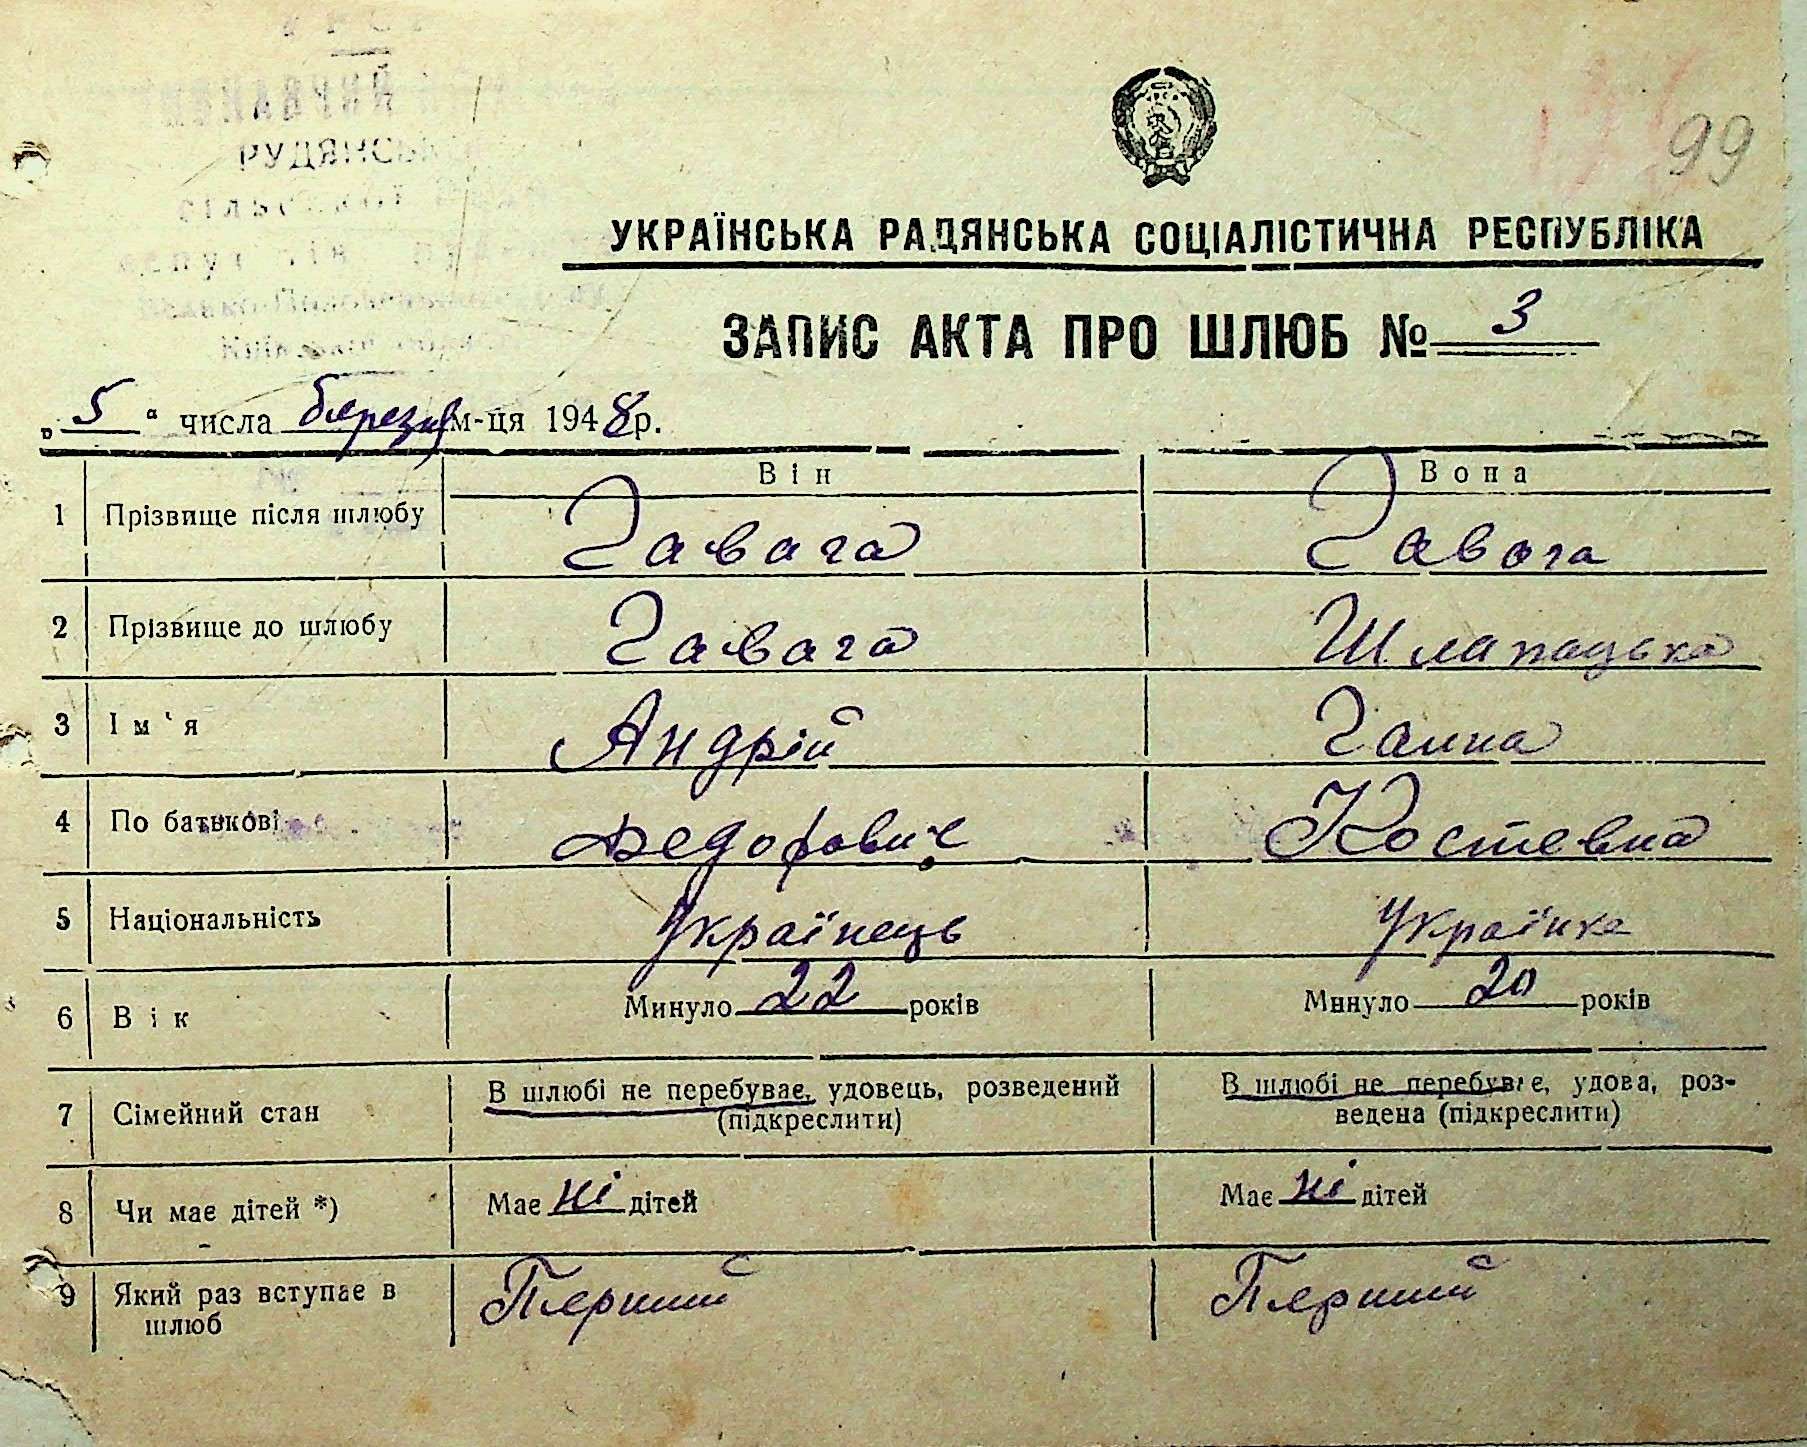 РУДЯНСЬК
99
УКРАЇНСЬКА РАДЯНСЬКА СОЦІАЛІСТИЧНА РЕСПУБЛІКА
ЗАПИС АКТА ПРО ШЛЮБ № 3
„5“ числа березня м-ця 1948 р.
Він Вона
1 Прізвище після шлюбу Гавага Гавога
2 Прізвище до шлюбу Гавага Шлапацька
3 Ім'я Андрій Ганна
4 По батькові Федорович Костевна
5 Національність Українець Українка
6 Вік Минуло 22 років Минуло 20 років
7 Сімейний стан В шлюбі не перебуває, удовець, розведений (підкреслити) В шлюбі не перебуває, удова, роз-
ведена (підкреслити)
8 Чи має дітей *) Має ні дітей Має ні дітей
9 Який раз вступає в шлюб Перший Перший